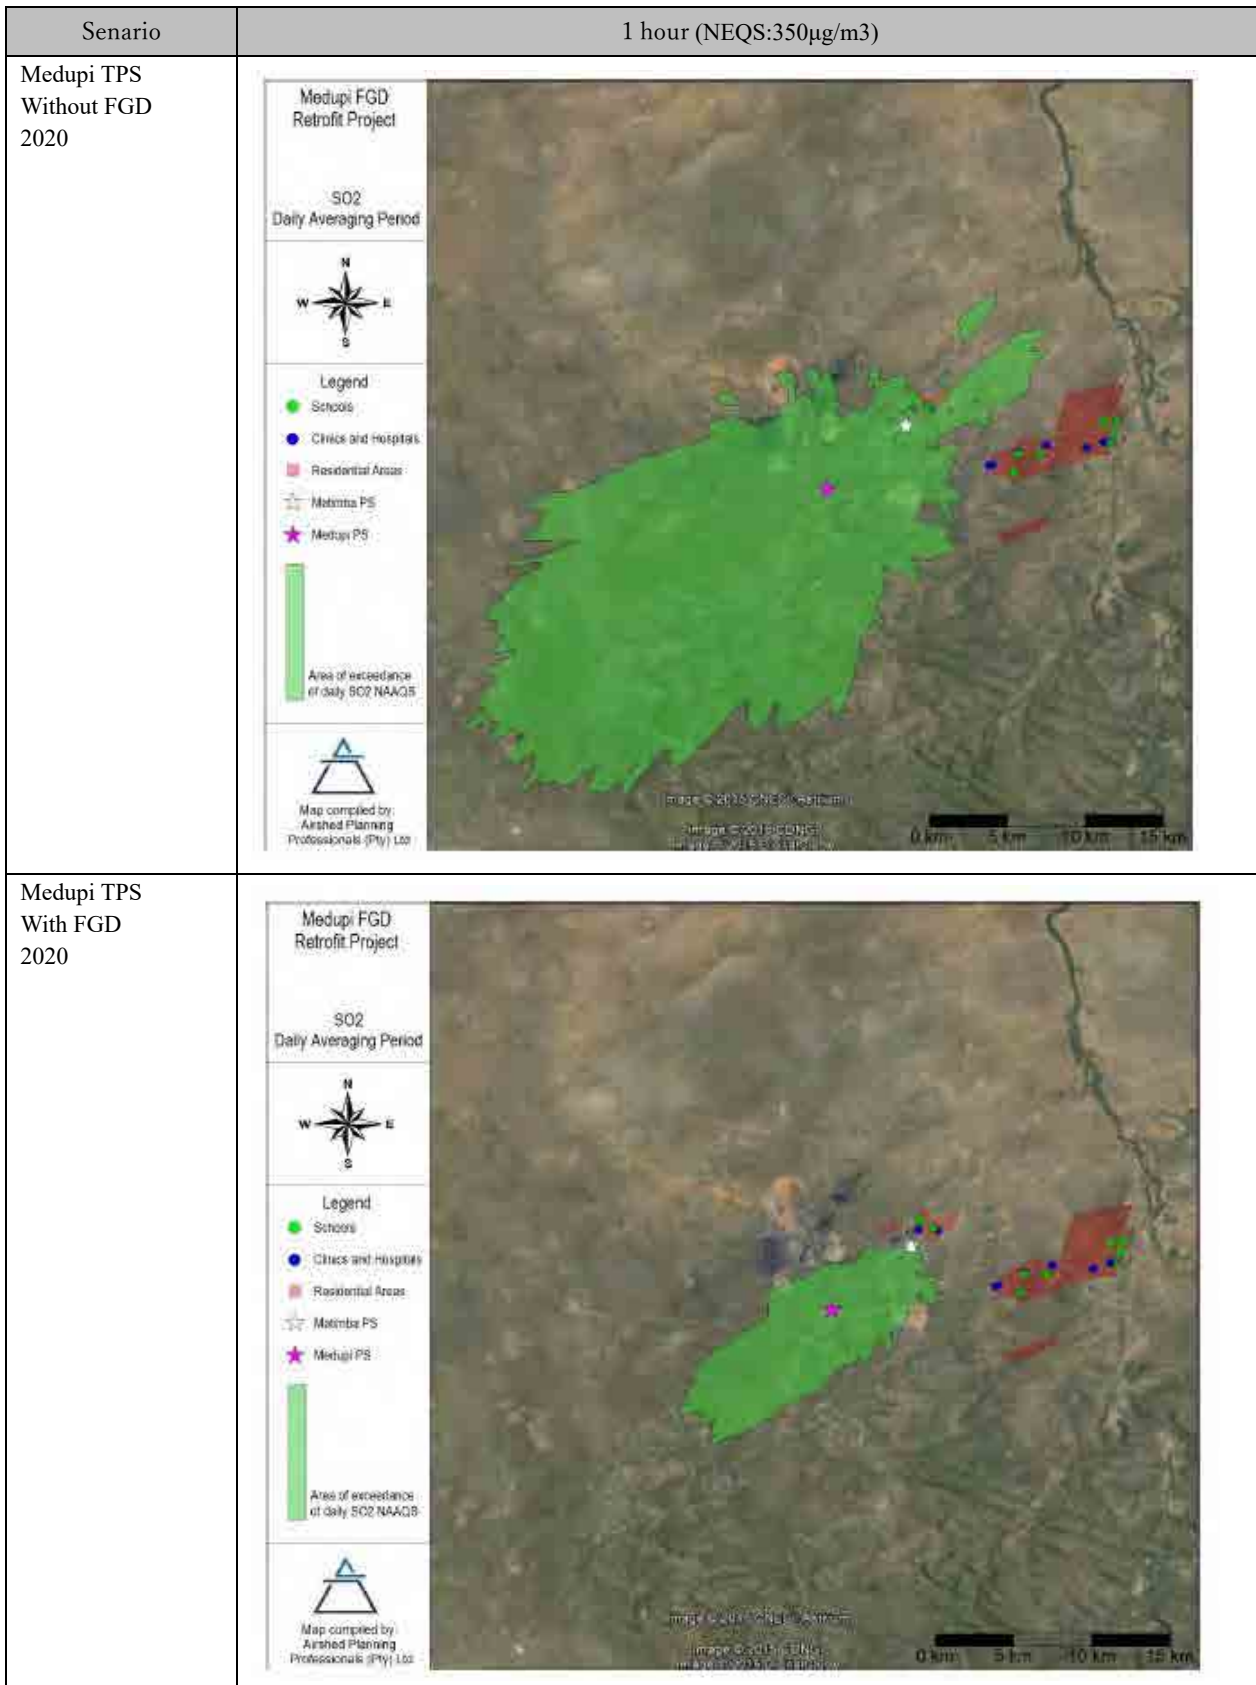 Senario
1 hour (NEQS:350μg/m3)
Medupi TPS
Without FGD
2020
Medupi FGD
Retrofit Project
SO2
Daily Averaging Period
N
W
E
S
Legend
Schools
Clinics and Hospitals
Residential Areas
Matimba PS
Medupi PS
Area of exceedance
of daily SO2 NAAQS
Map compiled by
Airshed Planning
Professionals (Pty) Ltd
0 km
5 km
10 km
15 km
Medupi TPS
With FGD
2020
Medupi FGD
Retrofit Project
SO2
Daily Averaging Period
N
W
E
S
Legend
Schools
Clinics and Hospitals
Residential Areas
Matimba PS
Medupi PS
Area of exceedance
of daily SO2 NAAQS
Map compiled by
Airshed Planning
Professionals (Pty) Ltd
0 km
5 km
10 km
15 km